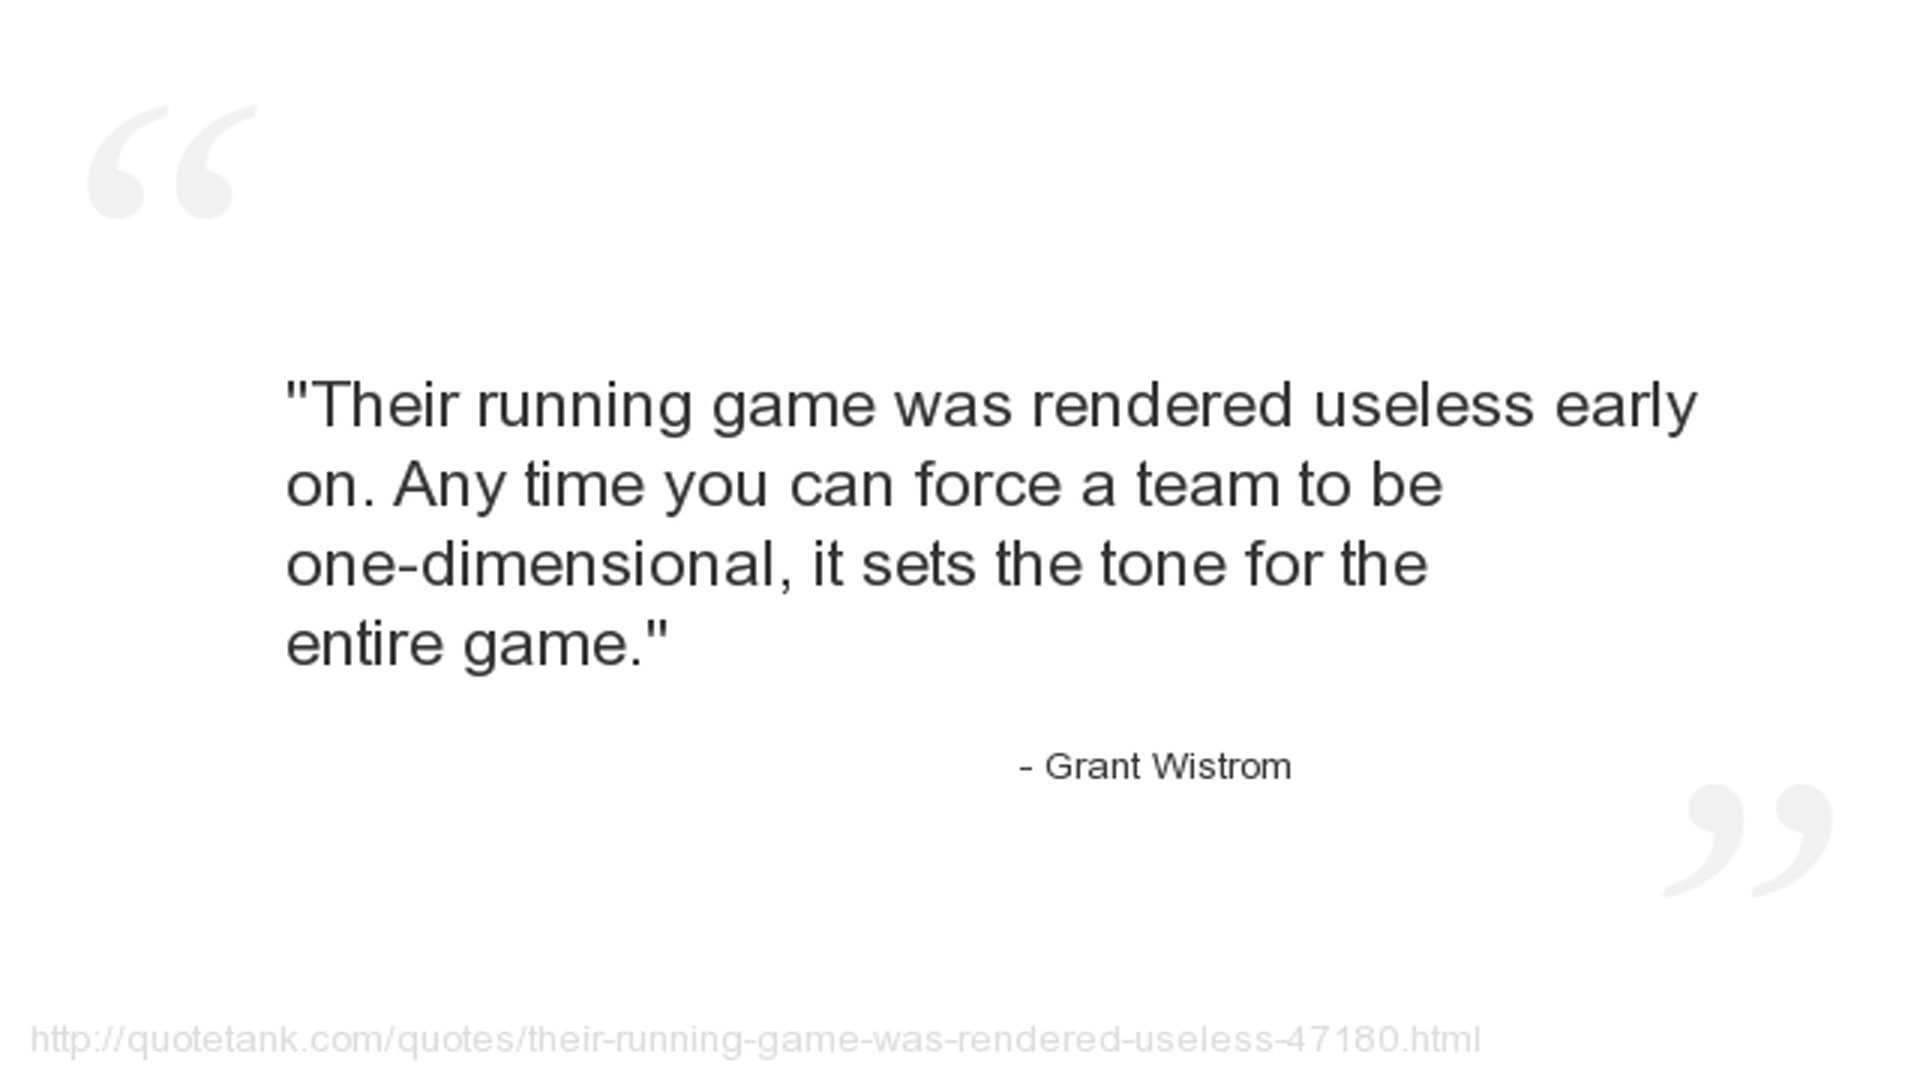 "Their running game was rendered useless early
on. Any time you can force a team to be
one-dimensional, it sets the tone for the
entire game."
- Grant Wistrom
http://quotetank.com/quotes/their-running-game-was-rendered-useless-47180.html